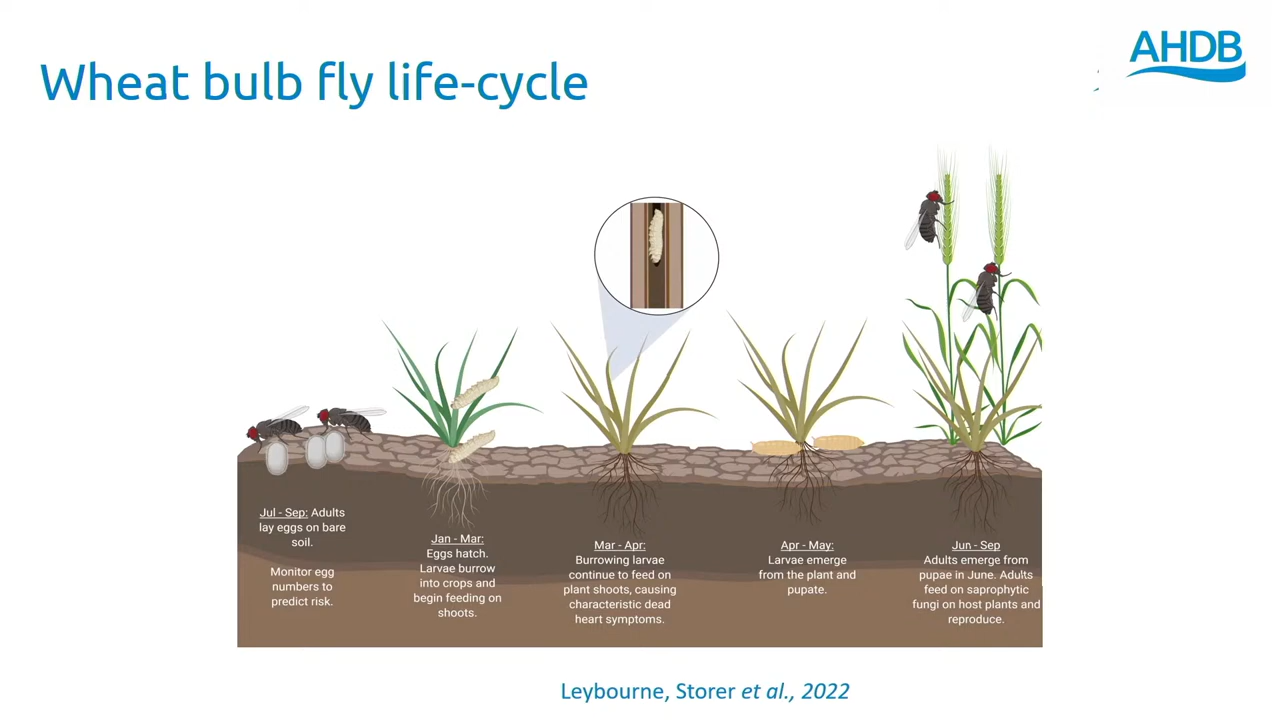 AHDB
Wheat bulb fly life-cycle
Jul - Sep: Adults
lay eggs on bare
soil.
Monitor egg
numbers to
predict risk.
Jan - Mar:
Eggs hatch.
Larvae burrow
into crops and
begin feeding on
shoots.
Mar - Apr:
Burrowing larvae
continue to feed on
plant shoots, causing
characteristic dead
heart symptoms.
Apr - May:
Larvae emerge
from the plant and
pupate.
Jun - Sep
Adults emerge from
pupae in June. Adults
feed on saprophytic
fungi on host plants and
reproduce.
Leybourne, Storer et al., 2022